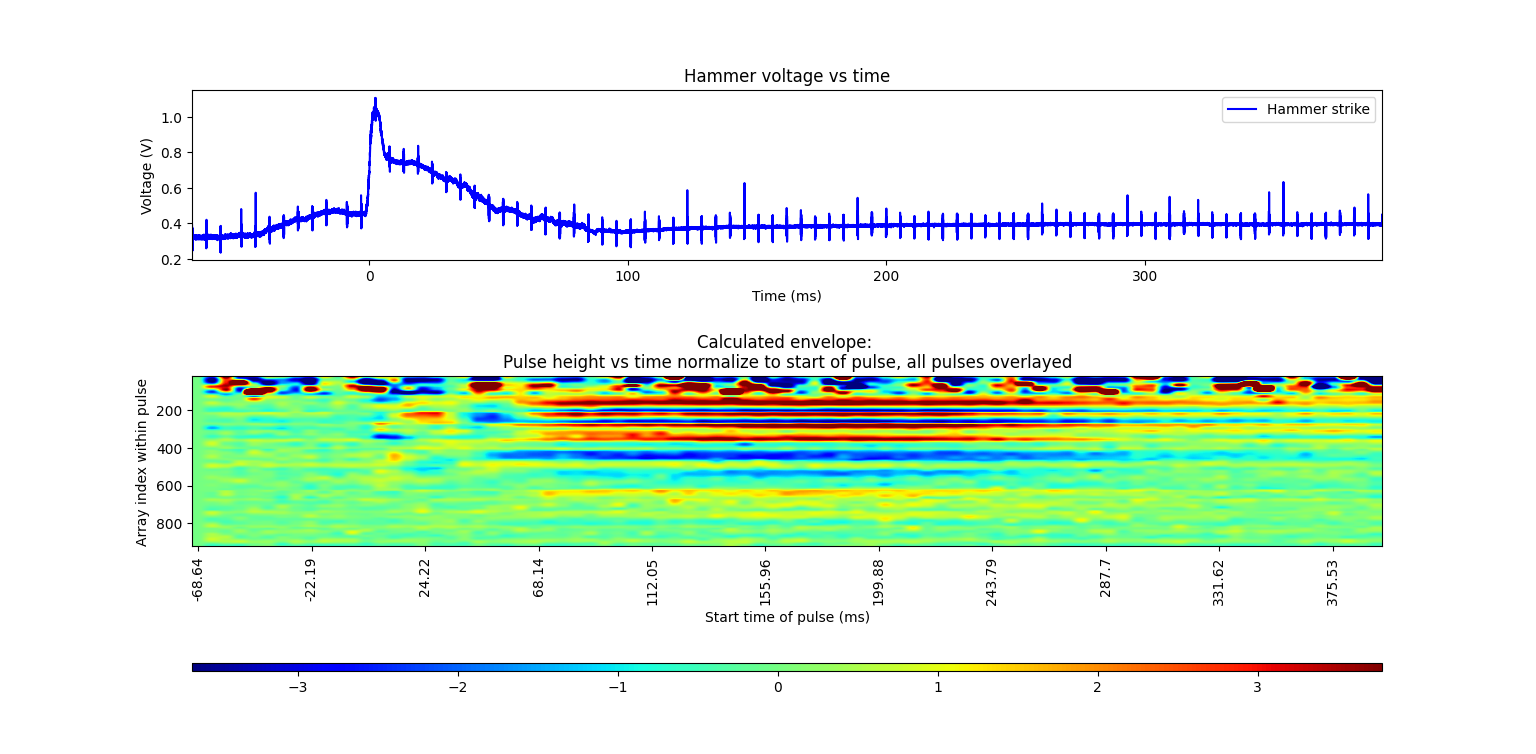 Hammer voltage vs time
Hammer strike
Voltage (V)
1.0
0.8
0.6
0.4
0.2
0 100 200 300
Time (ms)
Calculated envelope:
Pulse height vs time normalize to start of pulse, all pulses overlayed
Array index within pulse
200
400
600
800
-68.64 -22.19 24.22 68.14 112.05 155.96 199.88 243.79 287.7 331.62 375.53
Start time of pulse (ms)
−3 −2 −1 0 1 2 3